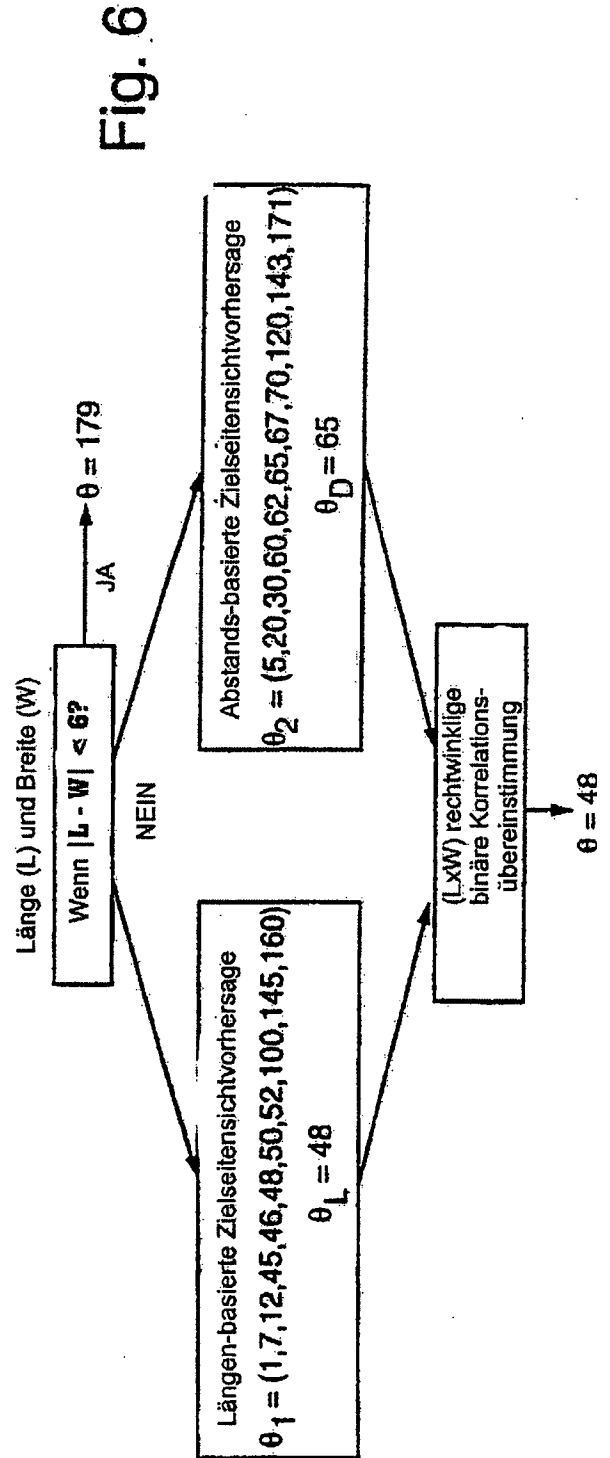 Fig. 6
Länge (L) und Breite (W)
Wenn |L - W| < 6?
JA
θ = 179
NEIN
Längen-basierte Zielseitensichtvorhersage
θ1 = (1,7,12,45,46,48,50,52,100,145,160)
θL = 48
Abstands-basierte Zielseitensichtvorhersage
θ2 = (5,20,30,60,62,65,67,70,120,143,171)
θD = 65
(LxW) rechtwinklige
binäre Korrelations-
übereinstimmung
θ = 48